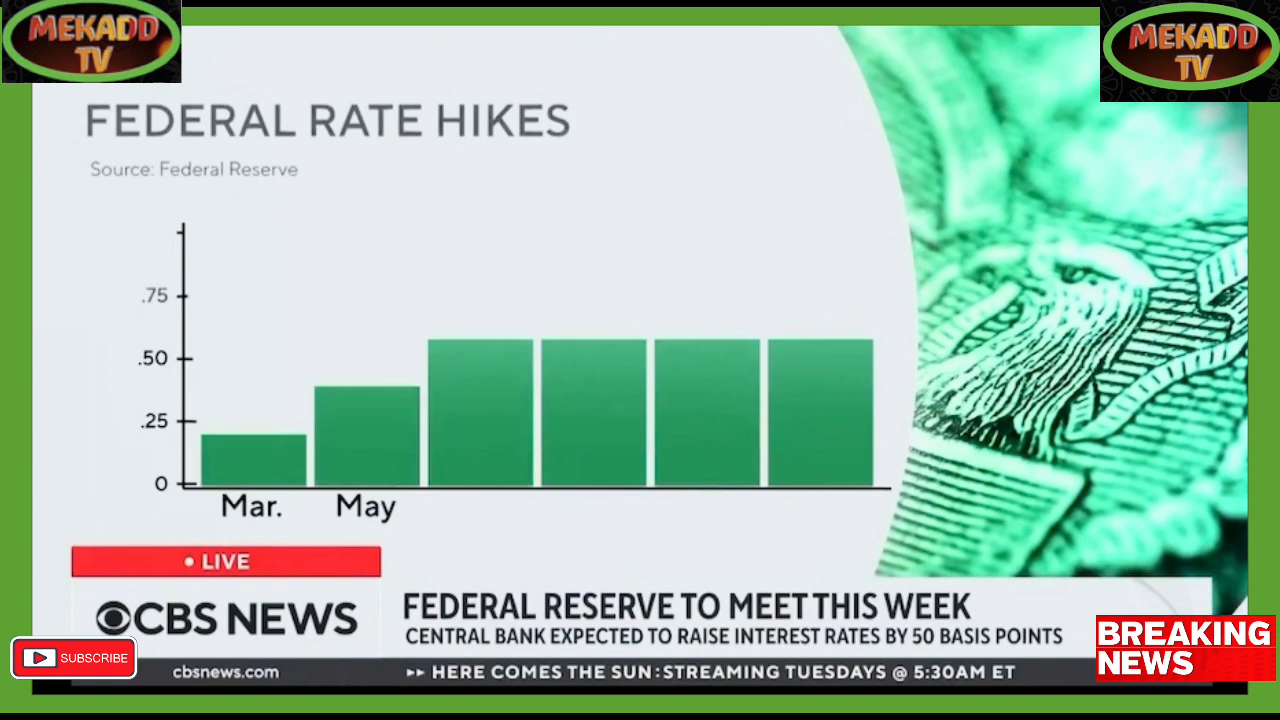 MEKADD
TV
MEKADD
TV
FEDERAL RATE HIKES
Source: Federal Reserve
.75
.50
.25
0
Mar.
May
• LIVE
CBS NEWS
FEDERAL RESERVE TO MEET THIS WEEK
CENTRAL BANK EXPECTED TO RAISE INTEREST RATES BY 50 BASIS POINTS
BREAKING
NEWS
SUBSCRIBE
cbsnews.com
HERE COMES THE SUN : STREAMING TUESDAYS @ 5:30AM ET